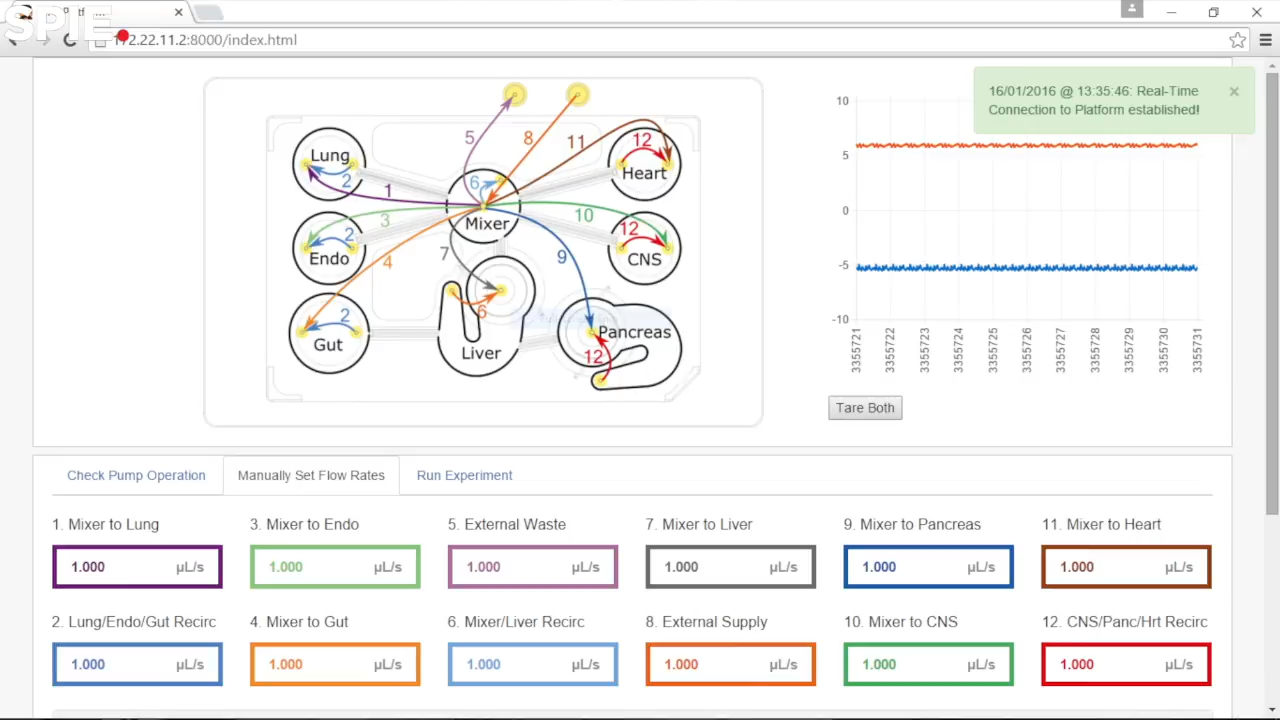 SPIE
172.22.11.2:8000/index.html
16/01/2016 @ 13:35:46: Real-Time
Connection to Platform established!
×
5
8
11
12
Lung
2
1
6
Heart
Mixer
3
10
Endo
2
12
CNS
4
7
9
Gut
2
6
Liver
Pancreas
12
10
5
0
-5
-10
3355721
3355722
3355723
3355724
3355725
3355726
3355727
3355728
3355729
3355730
3355731
Tare Both
Check Pump Operation
Manually Set Flow Rates
Run Experiment
1. Mixer to Lung
3. Mixer to Endo
5. External Waste
7. Mixer to Liver
9. Mixer to Pancreas
11. Mixer to Heart
1.000 µL/s
1.000 µL/s
1.000 µL/s
1.000 µL/s
1.000 µL/s
1.000 µL/s
2. Lung/Endo/Gut Recirc
4. Mixer to Gut
6. Mixer/Liver Recirc
8. External Supply
10. Mixer to CNS
12. CNS/Panc/Hrt Recirc
1.000 µL/s
1.000 µL/s
1.000 µL/s
1.000 µL/s
1.000 µL/s
1.000 µL/s